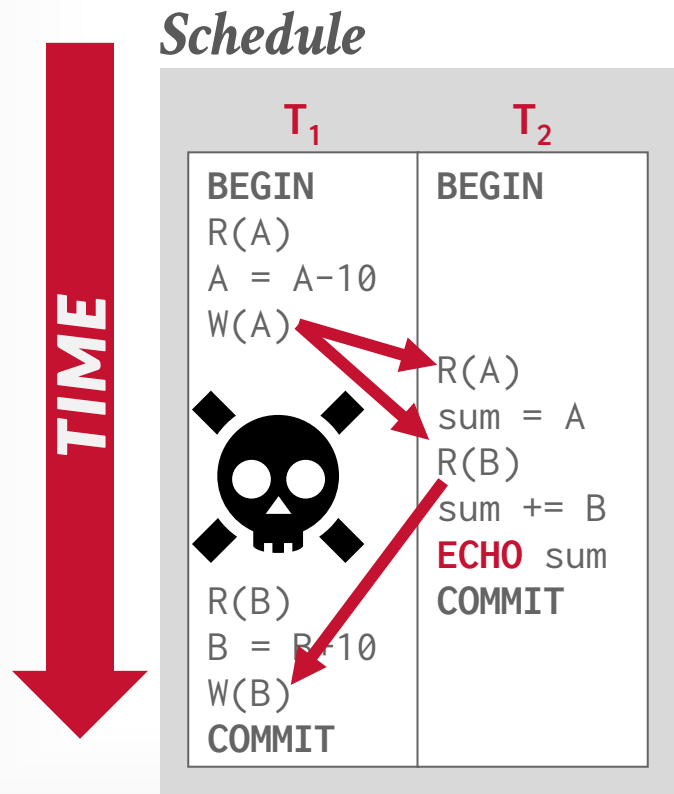 Schedule
TIME
T₁
T₂
BEGIN
R(A)
A = A-10
W(A)
R(B)
B = B+10
W(B)
COMMIT
BEGIN
R(A)
sum = A
R(B)
sum += B
ECHO sum
COMMIT